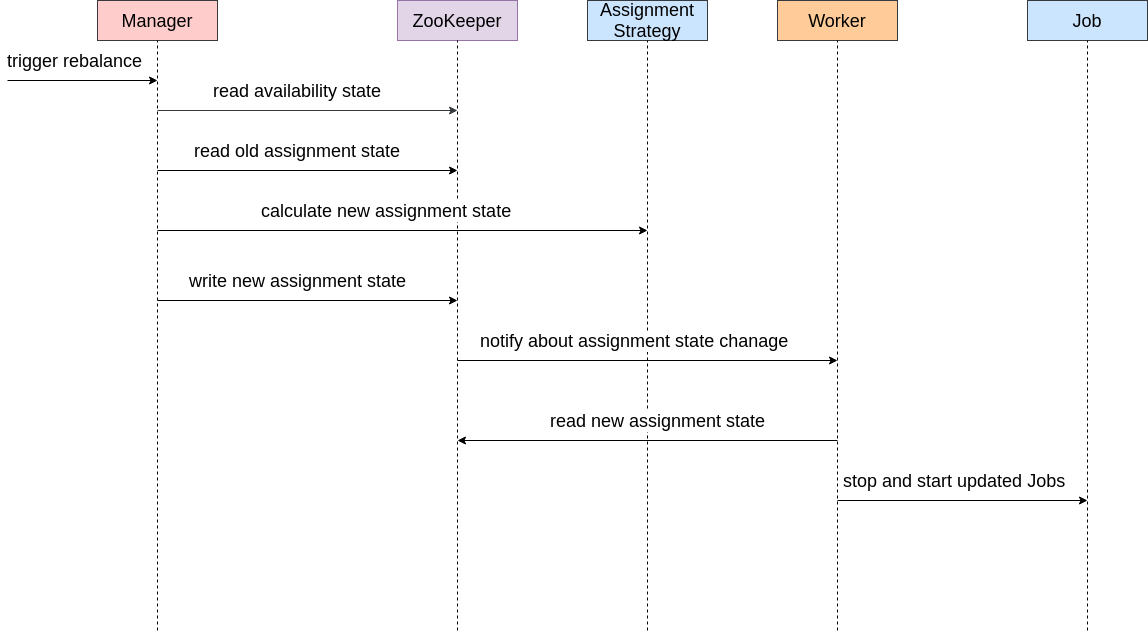 Manager
ZooKeeper
Assignment
Strategy
Worker
Job
trigger rebalance
read availability state
read old assignment state
calculate new assignment state
write new assignment state
notify about assignment state chanage
read new assignment state
stop and start updated Jobs